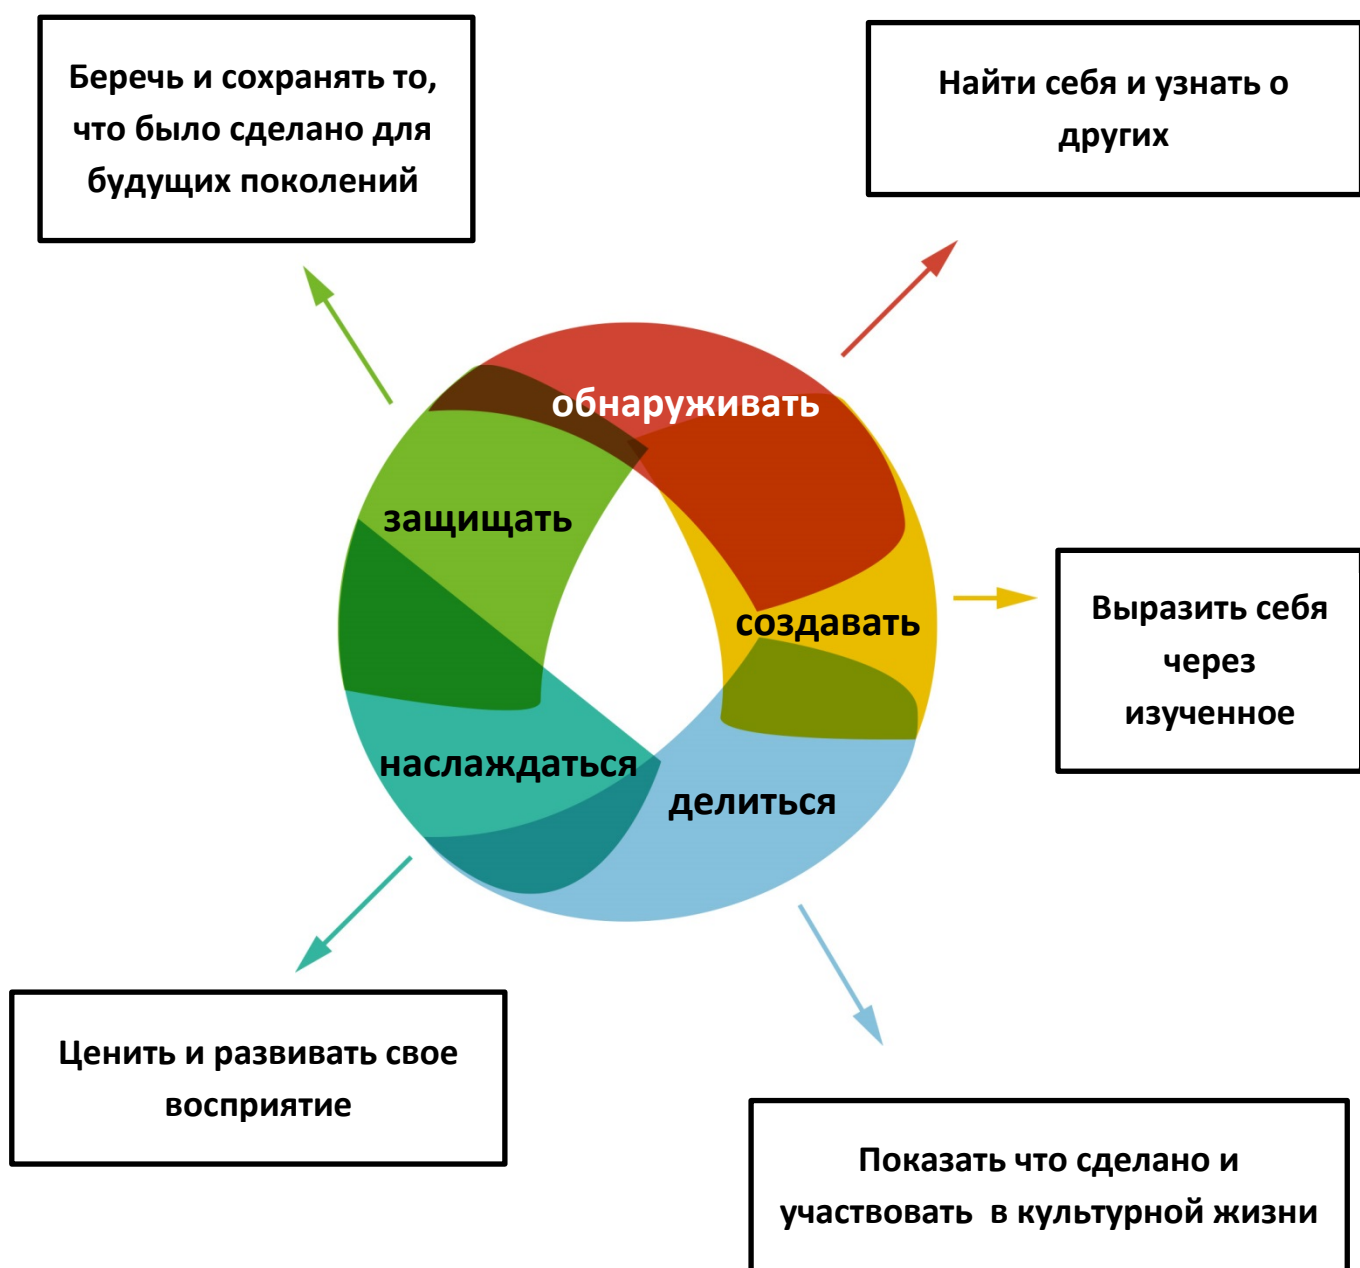 Беречь и сохранять то,
что было сделано для
будущих поколений
Найти себя и узнать о
других
обнаруживать
защищать
создавать
наслаждаться
делиться
Выразить себя
через
изученное
Ценить и развивать свое
восприятие
Показать что сделано и
участвовать  в культурной жизни